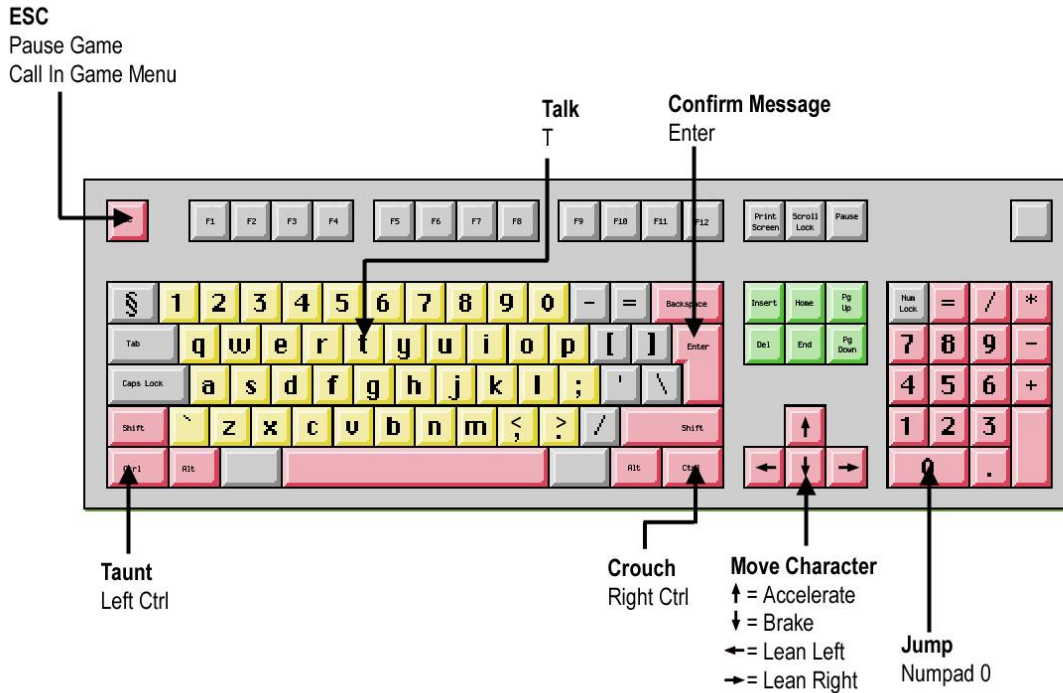 ESC
Pause Game
Call In Game Menu
Talk
T
Confirm Message
Enter
F1 F2 F3 F4 F5 F6 F7 F8 F9 F10 F11 F12 Print Screen Scroll Lock Pause
§ 1 2 3 4 5 6 7 8 9 0 - = Backspace Insert Home Pg Up Num Lock = / *
Tab q w e r t y u i o p [ ] Enter Del End Pg Down 7 8 9 -
Caps Lock a s d f g h j k l ; ' \ 4 5 6 +
Shift ` z x c v b n m < , > . / Shift ↑ 1 2 3
Ctrl Alt Alt Ctrl ← ↓ → 0 .
Taunt
Left Ctrl
Crouch
Right Ctrl
Move Character
↑ = Accelerate
↓ = Brake
← = Lean Left
→ = Lean Right
Jump
Numpad 0